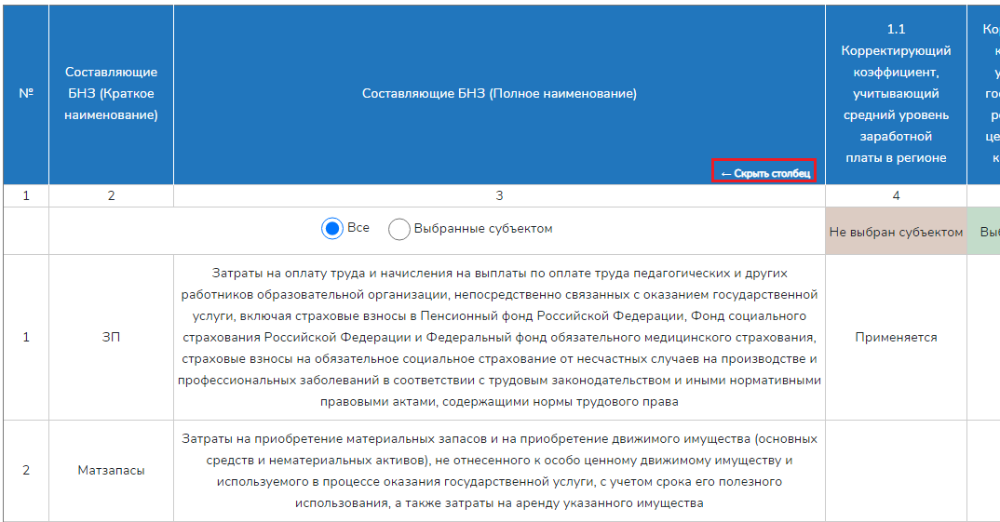 №
Составляющие
БНЗ (Краткое
наименование)
Составляющие БНЗ (Полное наименование)
← Скрыть столбец
1.1
Корректирующий
коэффициент,
учитывающий
средний уровень
заработной
платы в регионе
1
2
3
4
Все
Выбранные субъектом
Не выбран субъектом
1
ЗП
Затраты на оплату труда и начисления на выплаты по оплате труда педагогических и других
работников образовательной организации, непосредственно связанных с оказанием государственной
услуги, включая страховые взносы в Пенсионный фонд Российской Федерации, Фонд социального
страхования Российской Федерации и Федеральный фонд обязательного медицинского страхования,
страховые взносы на обязательное социальное страхование от несчастных случаев на производстве и
профессиональных заболеваний в соответствии с трудовым законодательством и иными нормативными
правовыми актами, содержащими нормы трудового права
Применяется
2
Матзапасы
Затраты на приобретение материальных запасов и на приобретение движимого имущества (основных
средств и нематериальных активов), не отнесенного к особо ценному движимому имуществу и
используемого в процессе оказания государственной услуги, с учетом срока его полезного
использования, а также затраты на аренду указанного имущества